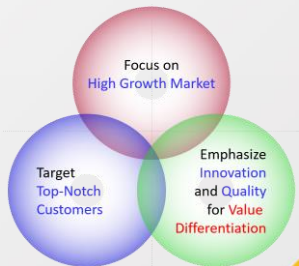 Focus on
High Growth Market
Target
Top-Notch
Customers
Emphasize
Innovation
and Quality
for Value
Differentiation